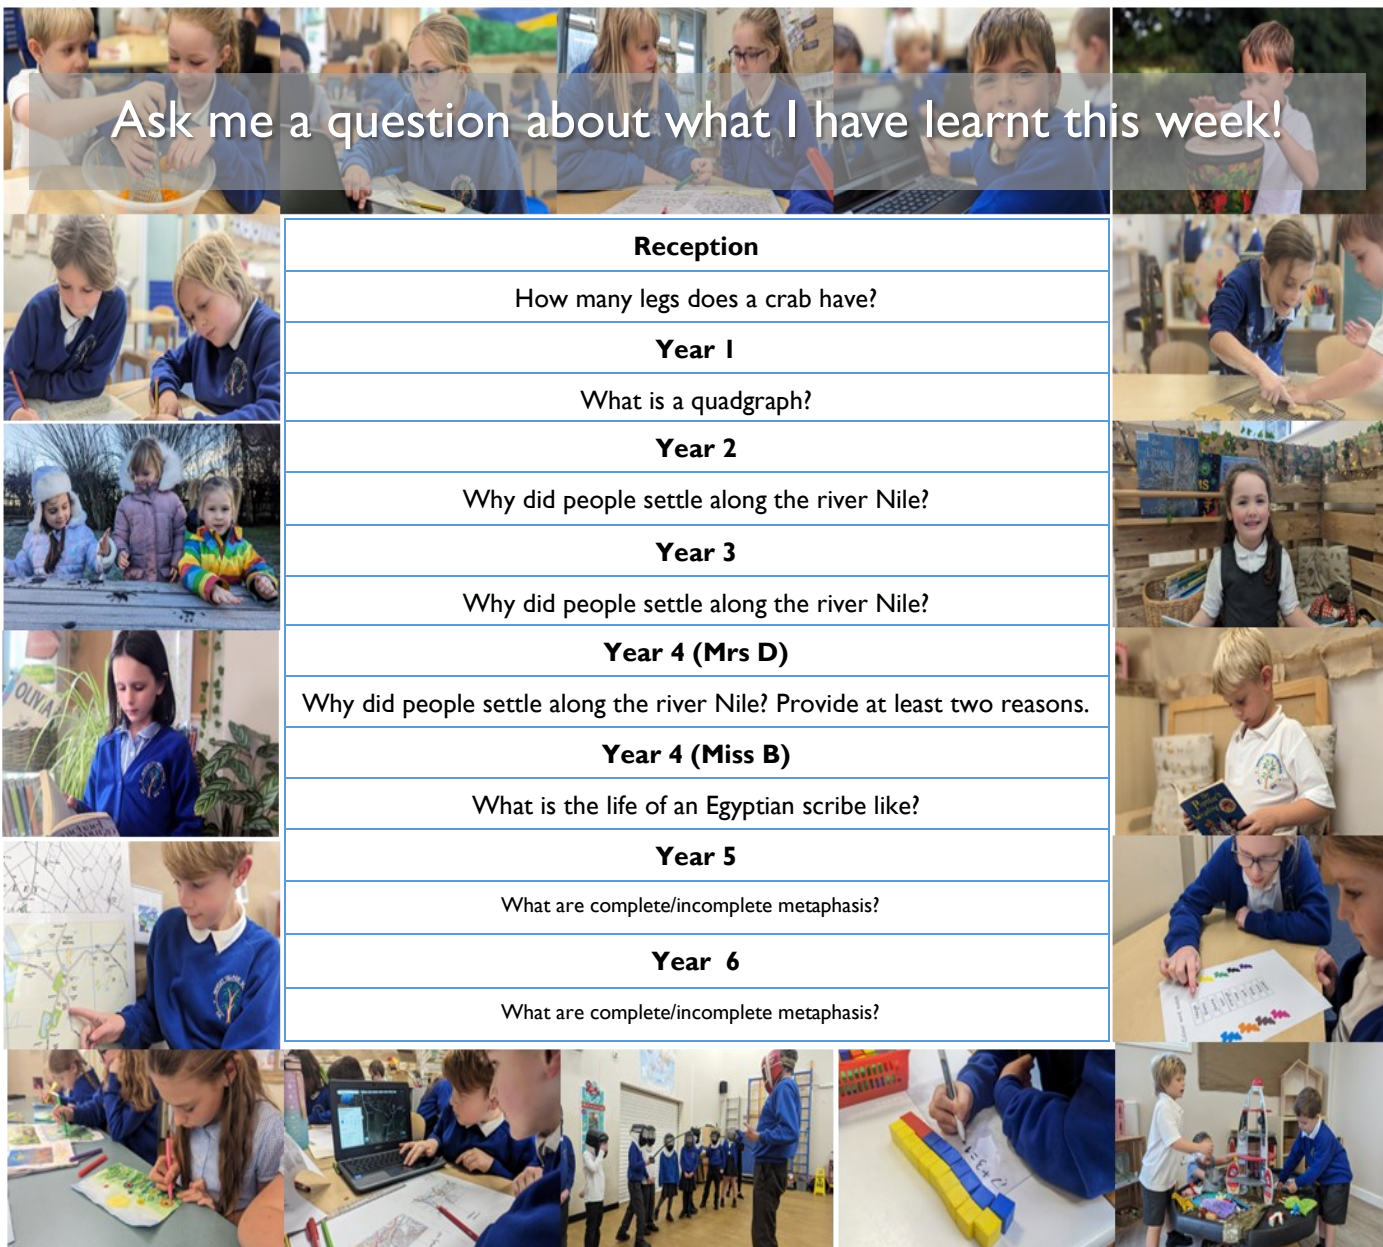 Ask me a question about what I have learnt this week!
Reception
How many legs does a crab have?
Year 1
What is a quadgraph?
Year 2
Why did people settle along the river Nile?
Year 3
Why did people settle along the river Nile?
Year 4 (Mrs D)
Why did people settle along the river Nile? Provide at least two reasons.
Year 4 (Miss B)
What is the life of an Egyptian scribe like?
Year 5
What are complete/incomplete metaphasis?
Year  6
What are complete/incomplete metaphasis?
OLIVIA